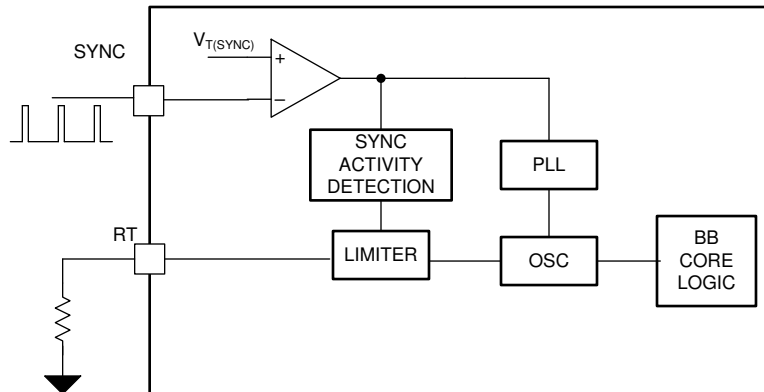 SYNC
V_T(SYNC)
+
−
SYNC
ACTIVITY
DETECTION
PLL
RT
LIMITER
OSC
BB
CORE
LOGIC